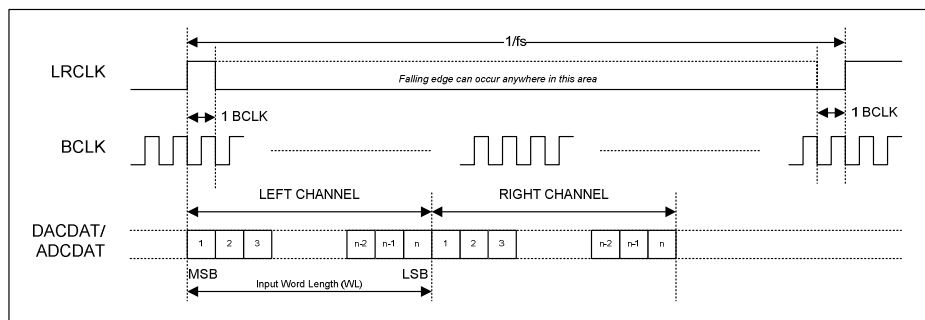 1/fs
LRCLK
Falling edge can occur anywhere in this area
1 BCLK
1 BCLK
BCLK
LEFT CHANNEL
RIGHT CHANNEL
DACDAT/
ADCDAT
1 2 3 n-2 n-1 n 1 2 3 n-2 n-1 n
MSB LSB
Input Word Length (WL)